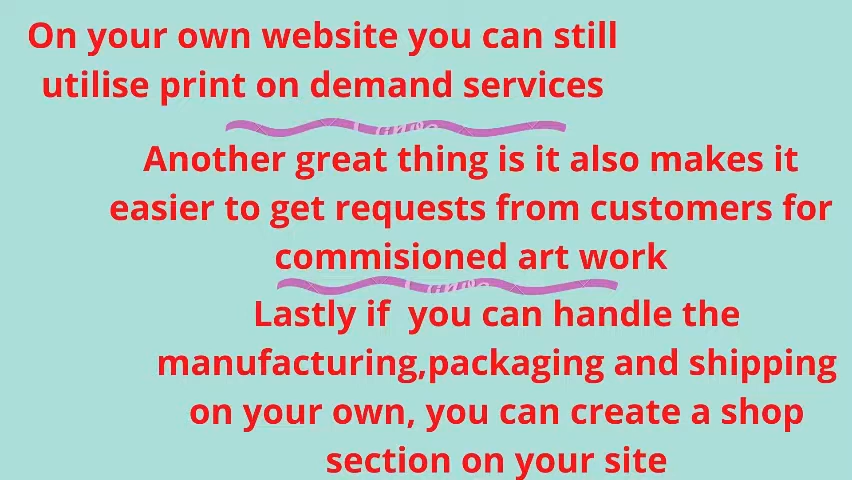 On your own website you can still
utilise print on demand services
Canva
Another great thing is it also makes it
easier to get requests from customers for
commisioned art work
Canva
Lastly if  you can handle the
manufacturing,packaging and shipping
on your own, you can create a shop
section on your site